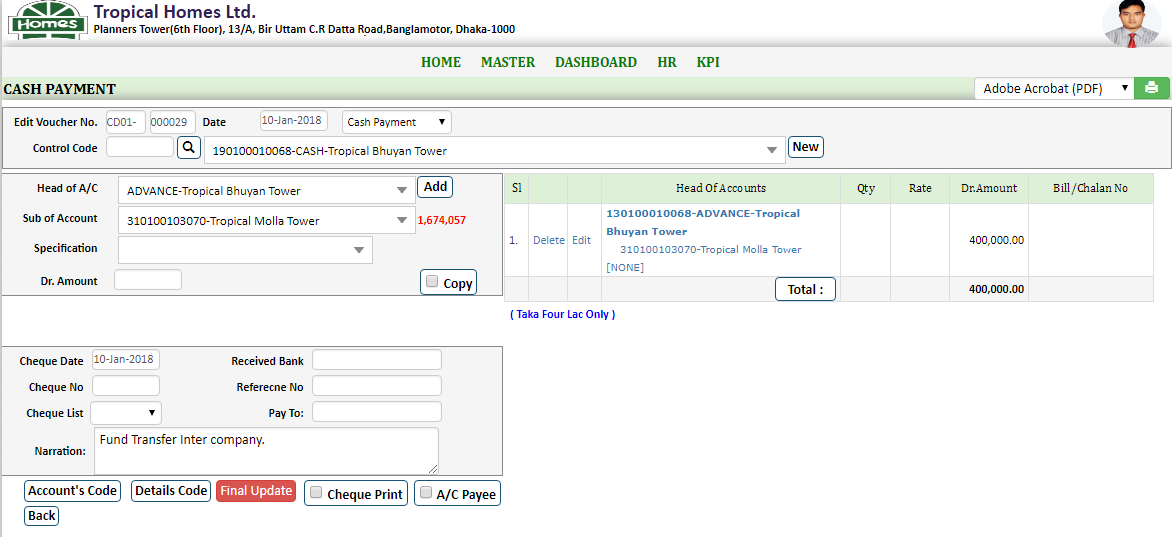 Homes
Tropical Homes Ltd.
Planners Tower(6th Floor), 13/A, Bir Uttam C.R Datta Road,Banglamotor, Dhaka-1000
HOME MASTER DASHBOARD HR KPI
CASH PAYMENT
Adobe Acrobat (PDF)
Edit Voucher No. CD01- 000029 Date 10-Jan-2018 Cash Payment
Control Code 190100010068-CASH-Tropical Bhuyan Tower New
Head of A/C ADVANCE-Tropical Bhuyan Tower Add
Sub of Account 310100103070-Tropical Molla Tower 1,674,057
Specification
Dr. Amount Copy
Sl Head Of Accounts Qty Rate Dr.Amount Bill/Chalan No
1. Delete Edit 130100010068-ADVANCE-Tropical
Bhuyan Tower
310100103070-Tropical Molla Tower
[NONE]
400,000.00
Total : 400,000.00
( Taka Four Lac Only )
Cheque Date 10-Jan-2018 Received Bank
Cheque No Referecne No
Cheque List Pay To:
Narration: Fund Transfer Inter company.
Account's Code Details Code Final Update Cheque Print A/C Payee
Back